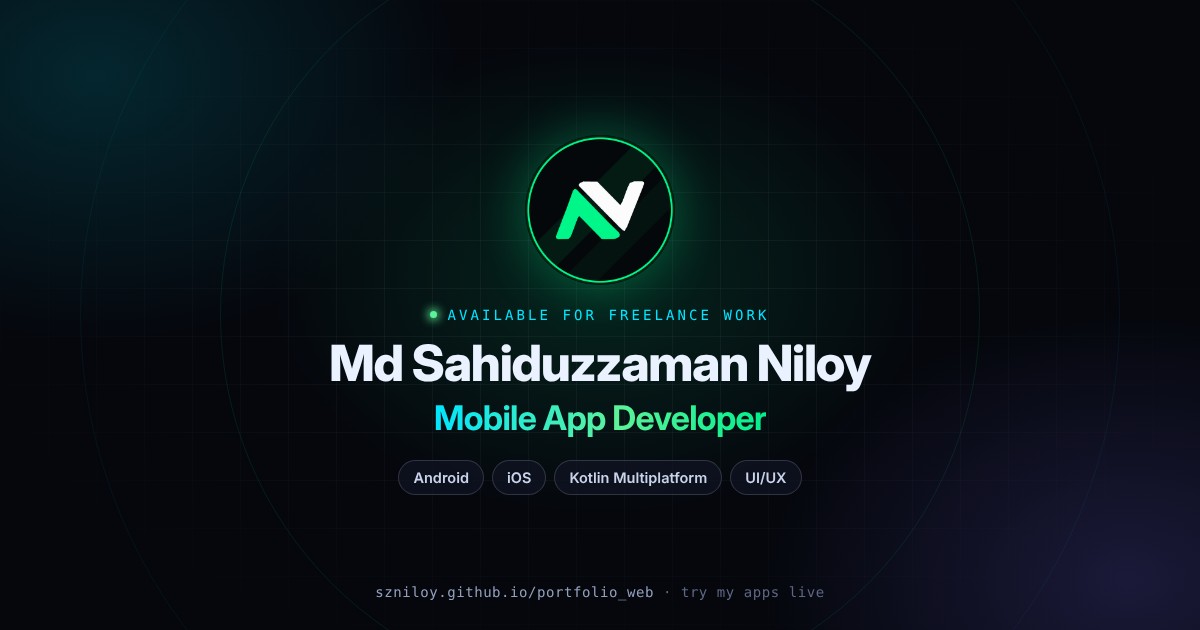 AVAILABLE FOR FREELANCE WORK
Md Sahiduzzaman Niloy
Mobile App Developer
Android iOS Kotlin Multiplatform UI/UX
szniloy.github.io/portfolio_web · try my apps live